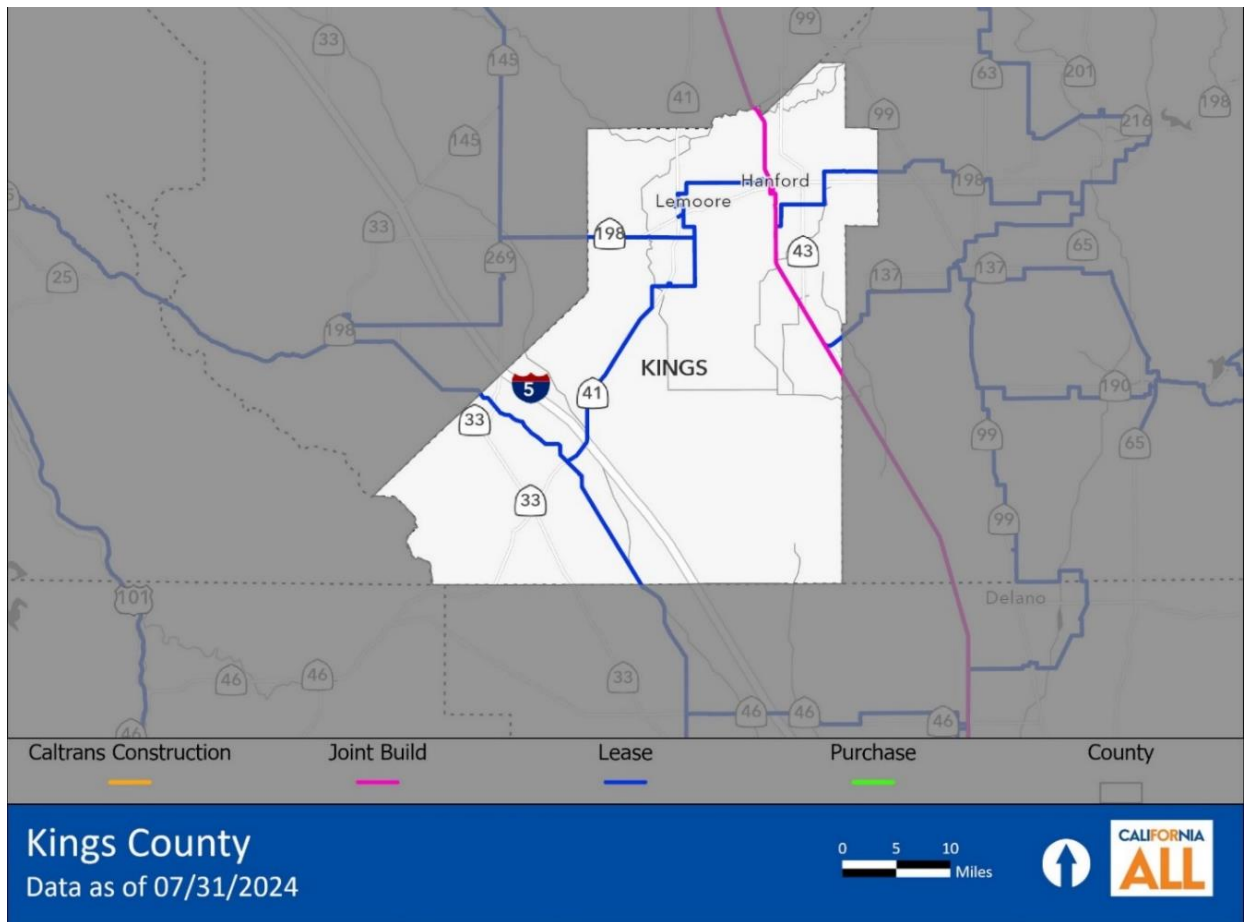 99
33
145
63
201
41
198
99
216
145
Hanford
198
Lemoore
33
198
43
65
269
25
137
137
198
KINGS
5
190
33
41
99
65
33
99
Delano
101
46
46
33
46
46
46
46
Caltrans Construction
Joint Build
Lease
Purchase
County
Kings County
Data as of 07/31/2024
0 5 10
Miles
CALIFORNIA
ALL